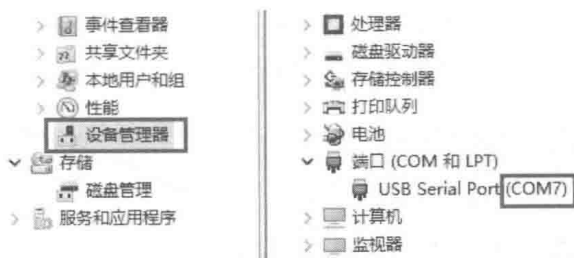 事件查看器
共享文件夹
本地用户和组
性能
设备管理器
存储
磁盘管理
服务和应用程序
处理器
磁盘驱动器
存储控制器
打印队列
电池
端口 (COM 和 LPT)
USB Serial Port (COM7)
计算机
监视器